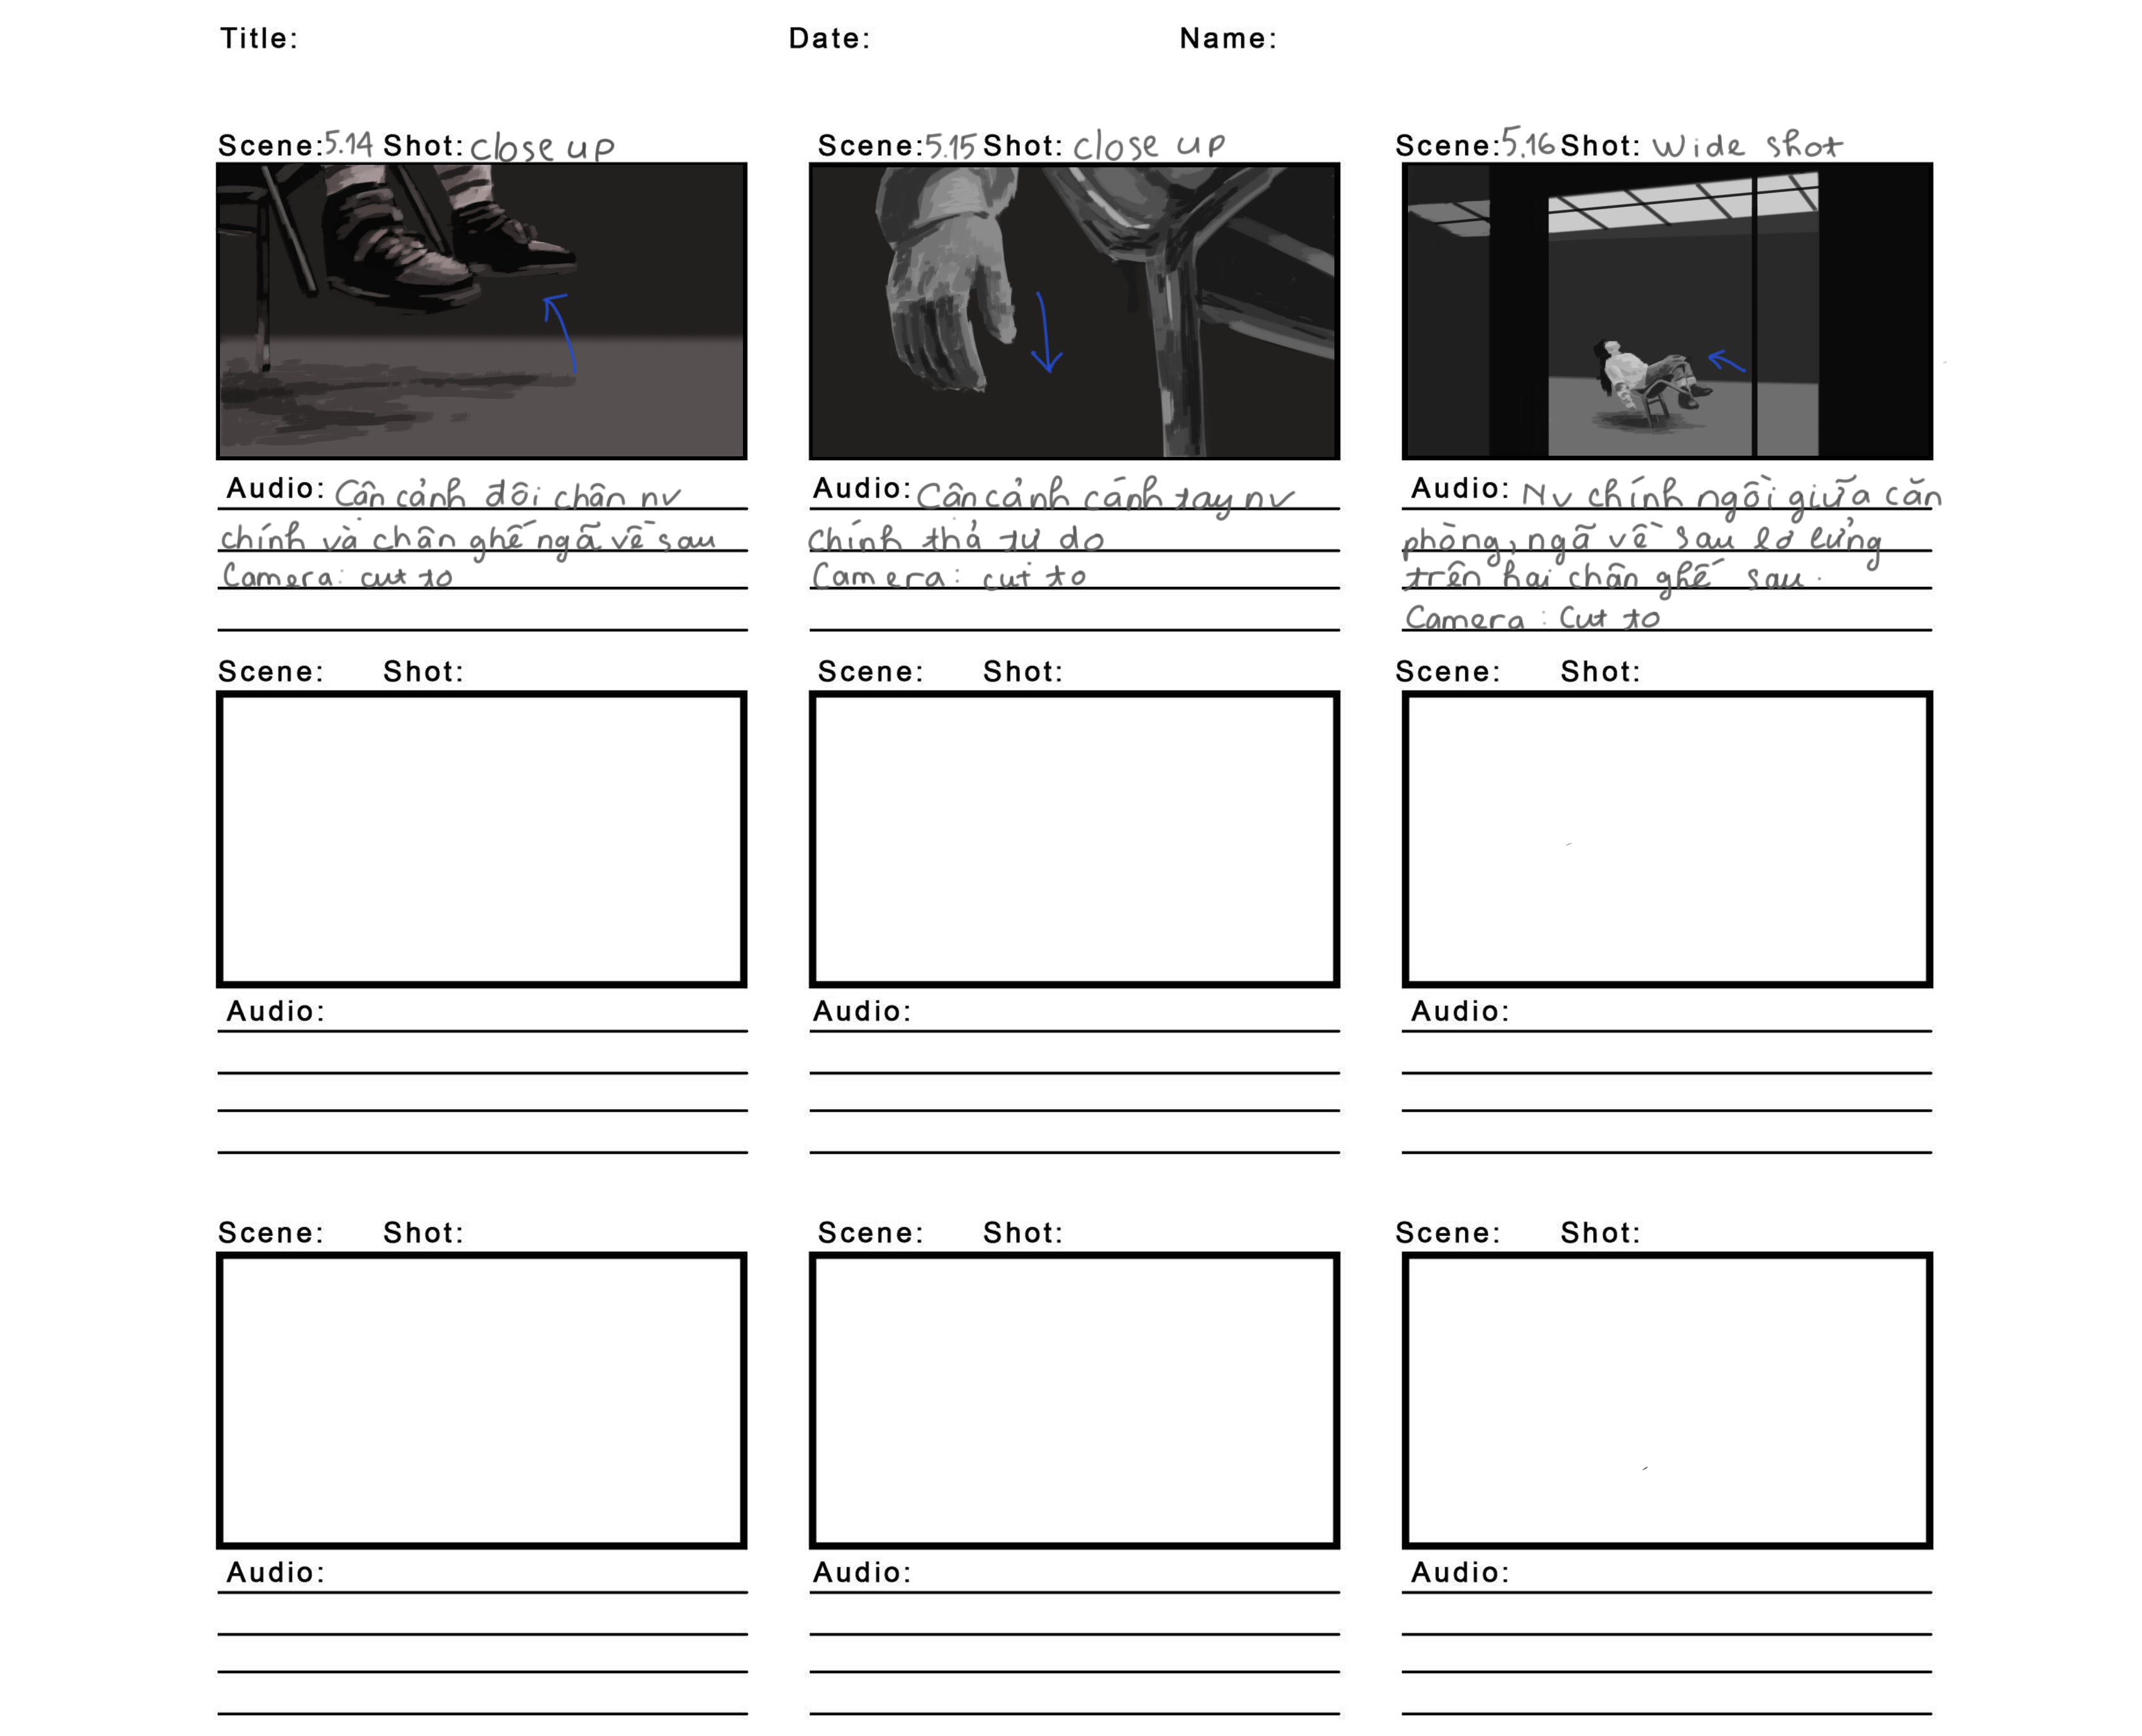 Title: Date: Name:
Scene: 5.14 Shot: close up
Scene: 5.15 Shot: close up
Scene: 5.16 Shot: Wide shot
Audio: Cân cảnh đôi chân nv
chính và chân ghế ngã về sau
Camera: cut to
Audio: Cân cảnh cánh tay nv
chính thả tự do
Camera: cut to
Audio: Nv chính ngồi giữa căn
phòng, ngã về sau lơ lửng
trên hai chân ghế sau.
Camera: Cut to
Scene: Shot:
Scene: Shot:
Scene: Shot:
Audio:
Audio:
Audio:
Scene: Shot:
Scene: Shot:
Scene: Shot:
Audio:
Audio:
Audio: